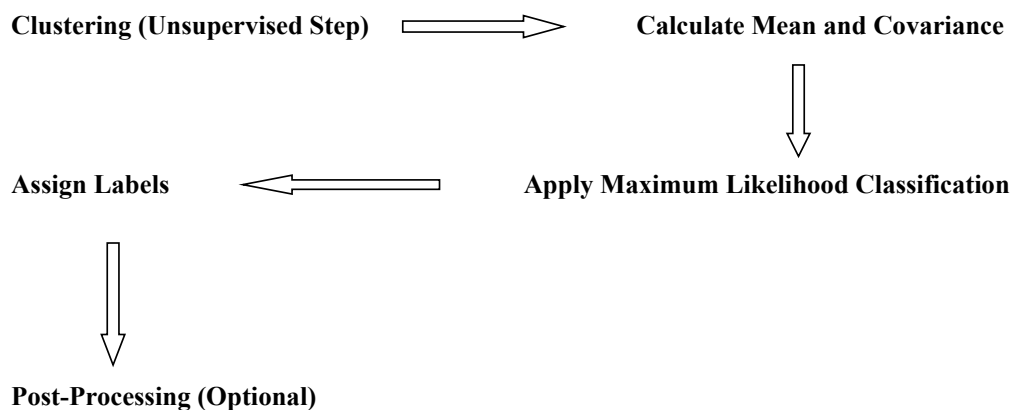 Clustering (Unsupervised Step)
Calculate Mean and Covariance
Apply Maximum Likelihood Classification
Assign Labels
Post-Processing (Optional)